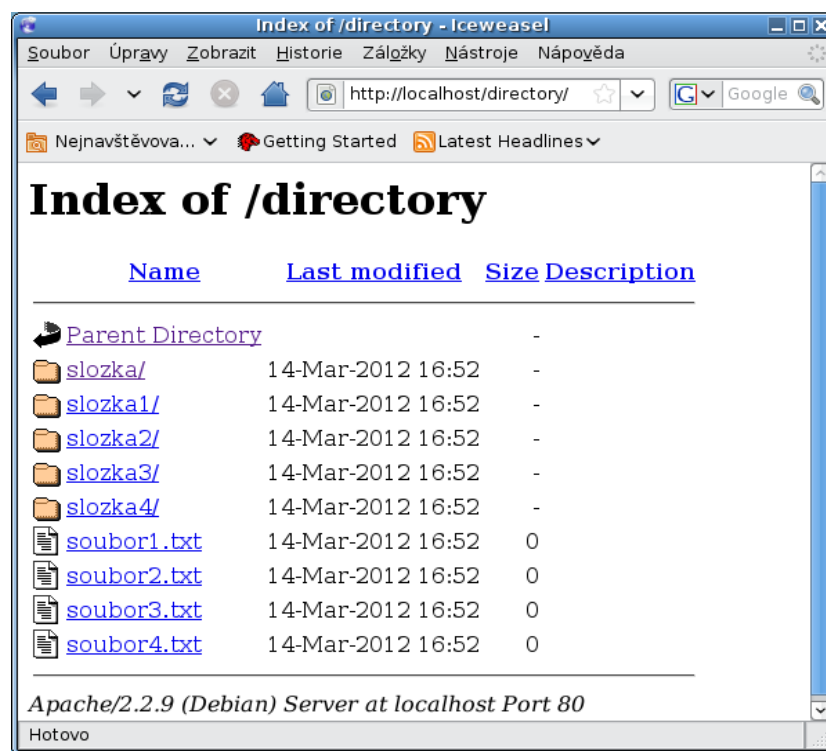 Index of /directory - Iceweasel
Soubor Úpravy Zobrazit Historie Záložky Nástroje Nápověda
http://localhost/directory/ G Google
Nejnavštěvova... Getting Started Latest Headlines
Index of /directory
Name Last modified Size Description
Parent Directory -
slozka/ 14-Mar-2012 16:52 -
slozka1/ 14-Mar-2012 16:52 -
slozka2/ 14-Mar-2012 16:52 -
slozka3/ 14-Mar-2012 16:52 -
slozka4/ 14-Mar-2012 16:52 -
soubor1.txt 14-Mar-2012 16:52 0
soubor2.txt 14-Mar-2012 16:52 0
soubor3.txt 14-Mar-2012 16:52 0
soubor4.txt 14-Mar-2012 16:52 0
Apache/2.2.9 (Debian) Server at localhost Port 80
Hotovo